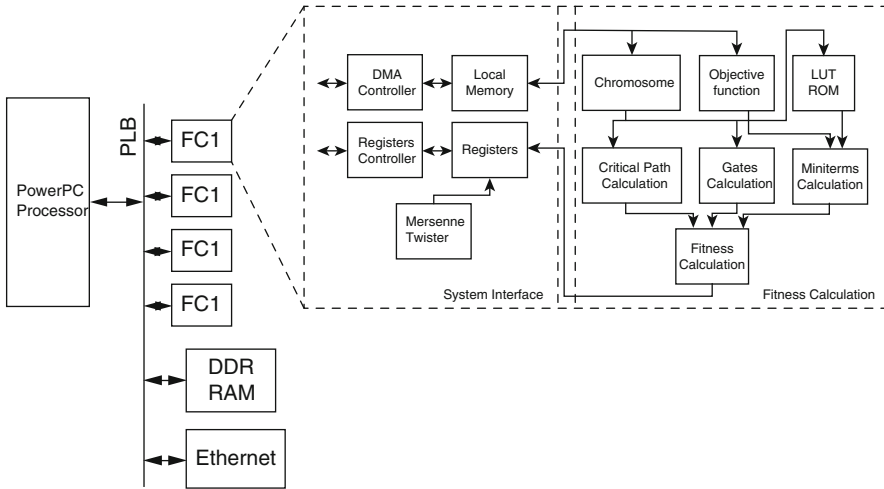 PowerPC
Processor
PLB
FC1
FC1
FC1
FC1
DDR
RAM
Ethernet
DMA
Controller
Local
Memory
Registers
Controller
Registers
Mersenne
Twister
System Interface
Chromosome
Objective
function
LUT
ROM
Critical Path
Calculation
Gates
Calculation
Miniterms
Calculation
Fitness
Calculation
Fitness Calculation